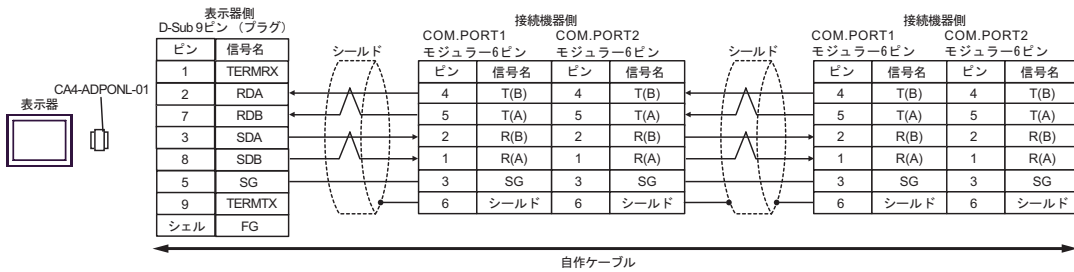 表示器
CA4-ADPONL-01
表示器側
D-Sub 9ピン （プラグ）
ピン 信号名
1 TERMRX
2 RDA
7 RDB
3 SDA
8 SDB
5 SG
9 TERMTX
シェル FG
シールド
接続機器側
COM.PORT1 COM.PORT2
モジュラー6ピン モジュラー6ピン
ピン 信号名 ピン 信号名
4 T(B) 4 T(B)
5 T(A) 5 T(A)
2 R(B) 2 R(B)
1 R(A) 1 R(A)
3 SG 3 SG
6 シールド 6 シールド
シールド
接続機器側
COM.PORT1 COM.PORT2
モジュラー6ピン モジュラー6ピン
ピン 信号名 ピン 信号名
4 T(B) 4 T(B)
5 T(A) 5 T(A)
2 R(B) 2 R(B)
1 R(A) 1 R(A)
3 SG 3 SG
6 シールド 6 シールド
自作ケーブル